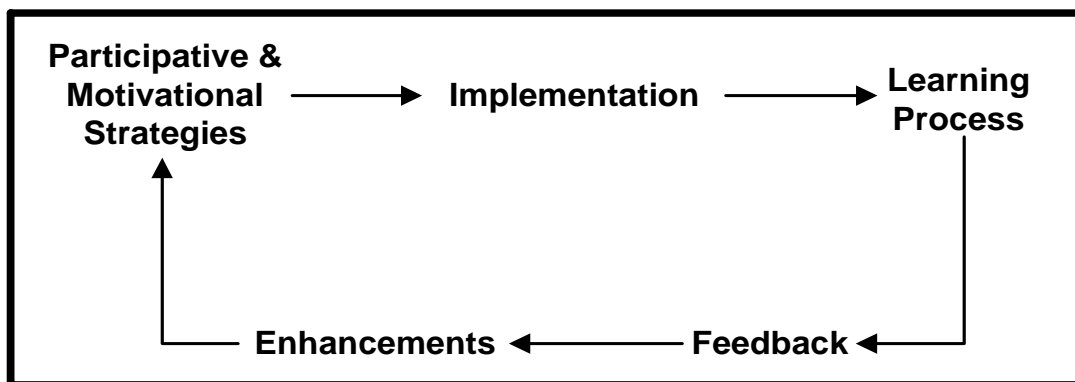 Participative &
Motivational
Strategies
Implementation
Learning
Process
Enhancements
Feedback